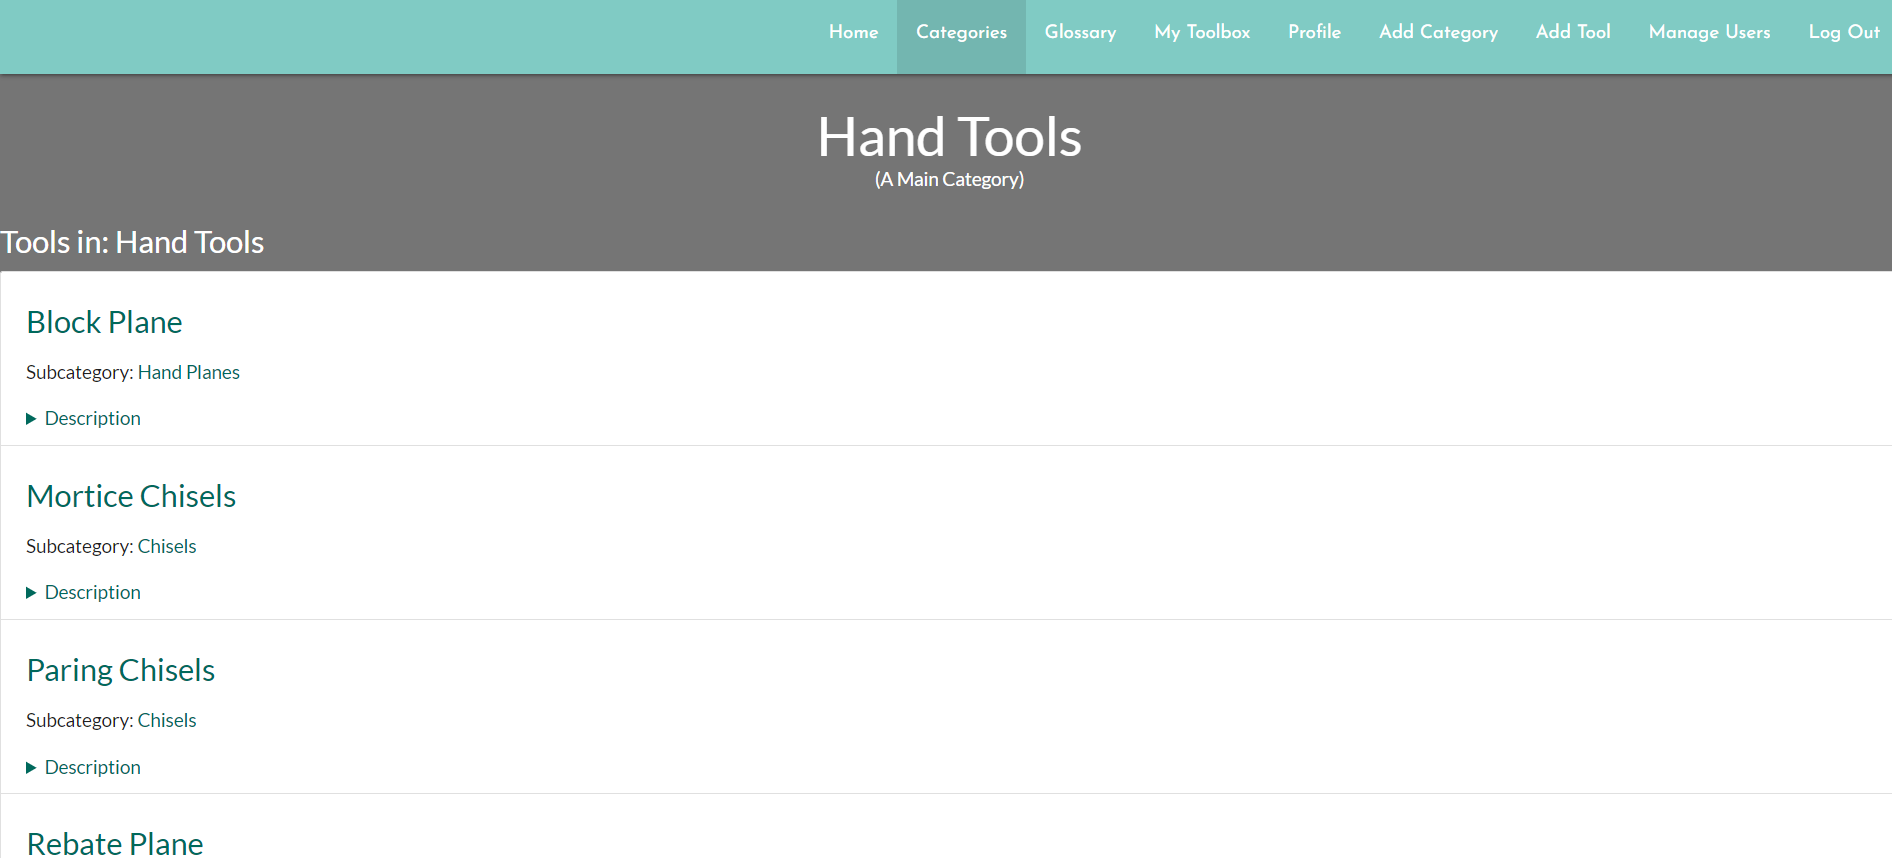 Home Categories Glossary My Toolbox Profile Add Category Add Tool Manage Users Log Out
Hand Tools
(A Main Category)
Tools in: Hand Tools
Block Plane
Subcategory: Hand Planes
Description
Mortice Chisels
Subcategory: Chisels
Description
Paring Chisels
Subcategory: Chisels
Description
Rebate Plane